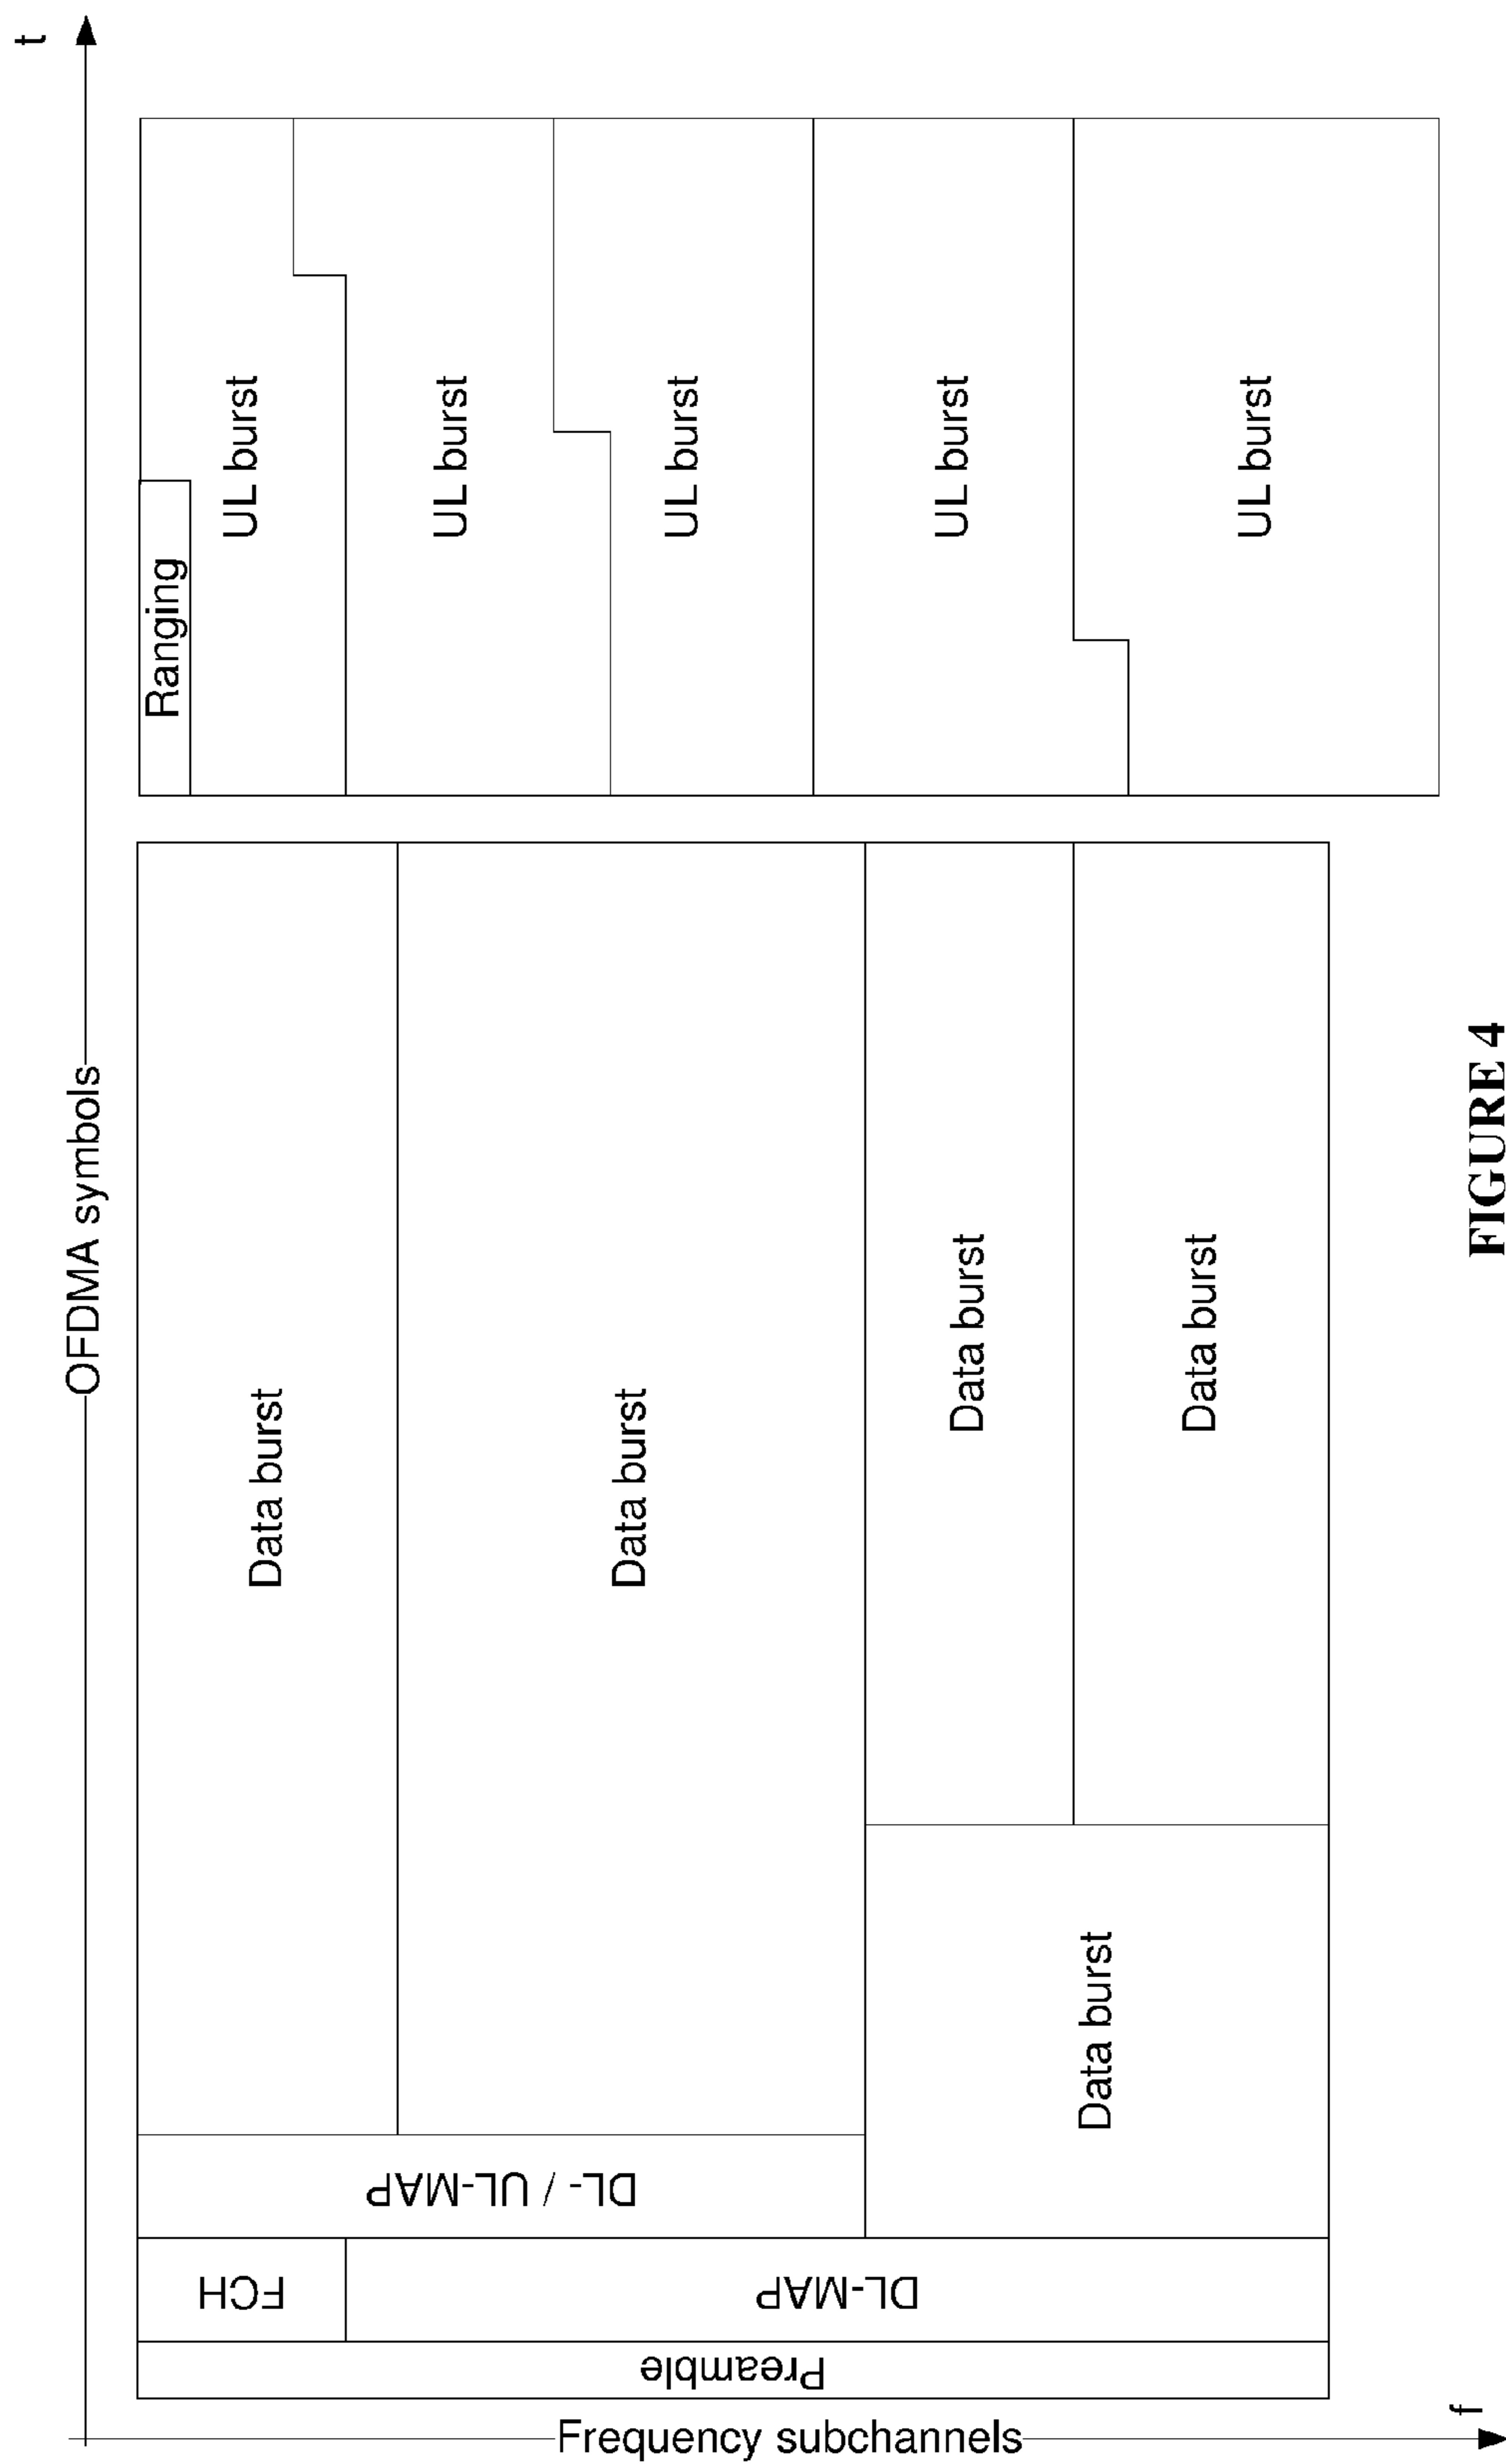 t
OFDMA symbols
Frequency subchannels
f
Preamble
FCH
DL-MAP
DL- / UL-MAP
Data burst
Data burst
Data burst
Data burst
Data burst
Ranging
UL burst
UL burst
UL burst
UL burst
UL burst
FIGURE 4